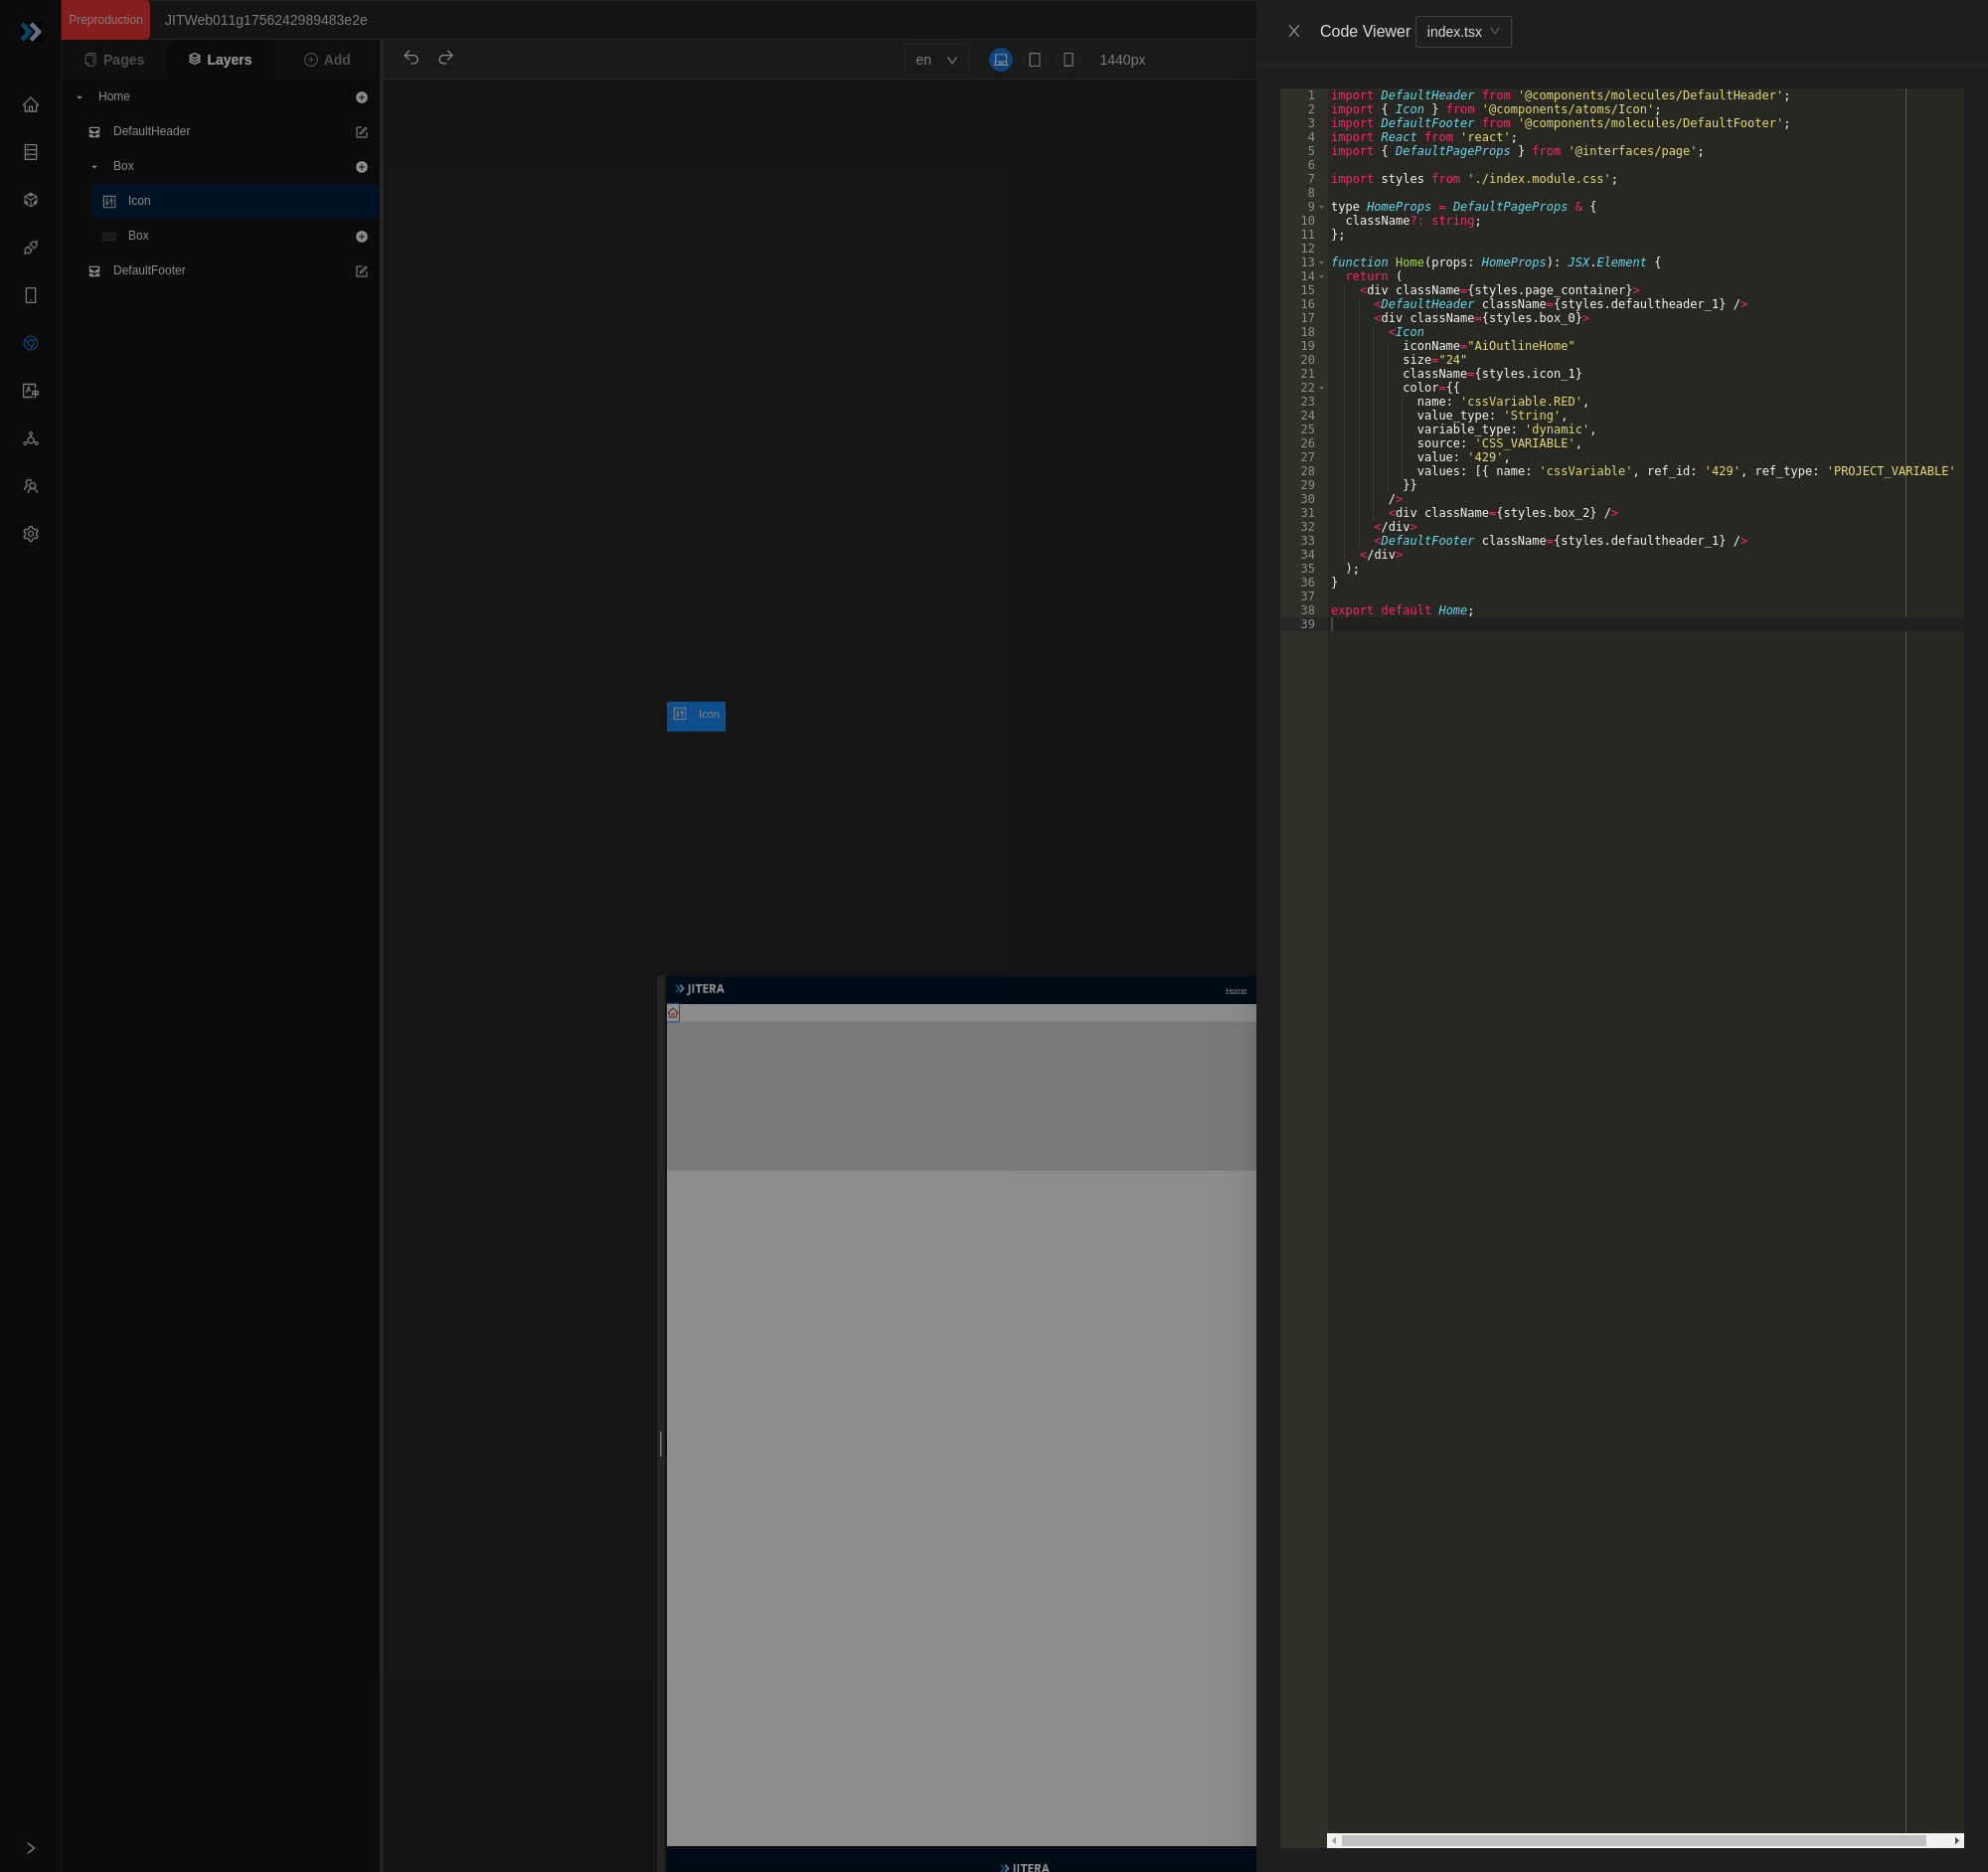 Preproduction JITWeb011g1756242989483e2e
Code Viewer index.tsx
Pages Layers Add
en 1440px
Home
DefaultHeader
Box
Icon
Box
DefaultFooter
Icon
JITERA
Home
JITERA
1 import DefaultHeader from '@components/molecules/DefaultHeader';
2 import { Icon } from '@components/atoms/Icon';
3 import DefaultFooter from '@components/molecules/DefaultFooter';
4 import React from 'react';
5 import { DefaultPageProps } from '@interfaces/page';
6
7 import styles from './index.module.css';
8
9 type HomeProps = DefaultPageProps & {
10   className?: string;
11 };
12
13 function Home(props: HomeProps): JSX.Element {
14   return (
15     <div className={styles.page_container}>
16       <DefaultHeader className={styles.defaultheader_1} />
17       <div className={styles.box_0}>
18         <Icon
19           iconName="AiOutlineHome"
20           size="24"
21           className={styles.icon_1}
22           color={{
23             name: 'cssVariable.RED',
24             value_type: 'String',
25             variable_type: 'dynamic',
26             source: 'CSS_VARIABLE',
27             value: '429',
28             values: [{ name: 'cssVariable', ref_id: '429', ref_type: 'PROJECT_VARIABLE'
29           }}
30         />
31         <div className={styles.box_2} />
32       </div>
33       <DefaultFooter className={styles.defaultheader_1} />
34     </div>
35   );
36 }
37
38 export default Home;
39